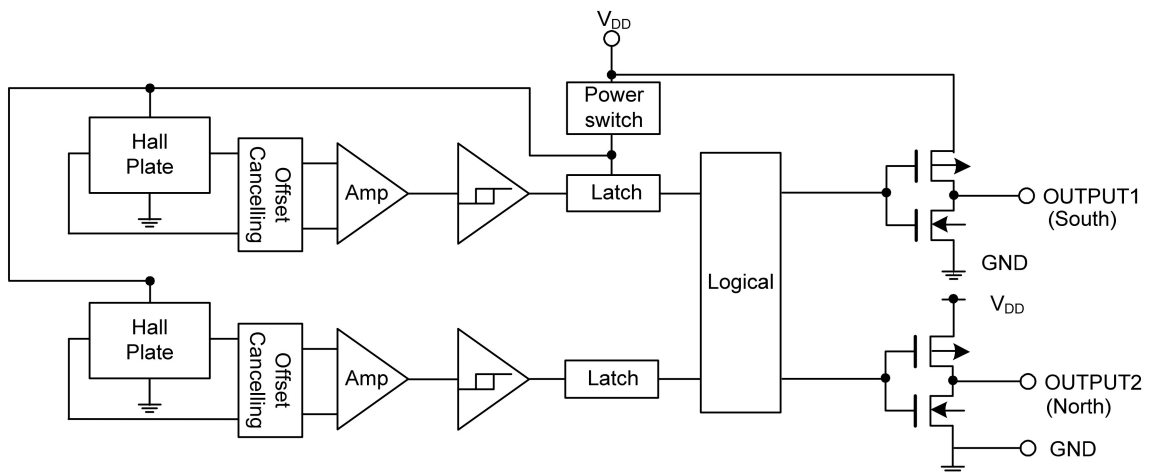 VDD
Power
switch
Hall
Plate
Offset
Cancelling
Amp
Latch
Logical
OUTPUT1
(South)
GND
VDD
Hall
Plate
Offset
Cancelling
Amp
Latch
OUTPUT2
(North)
GND